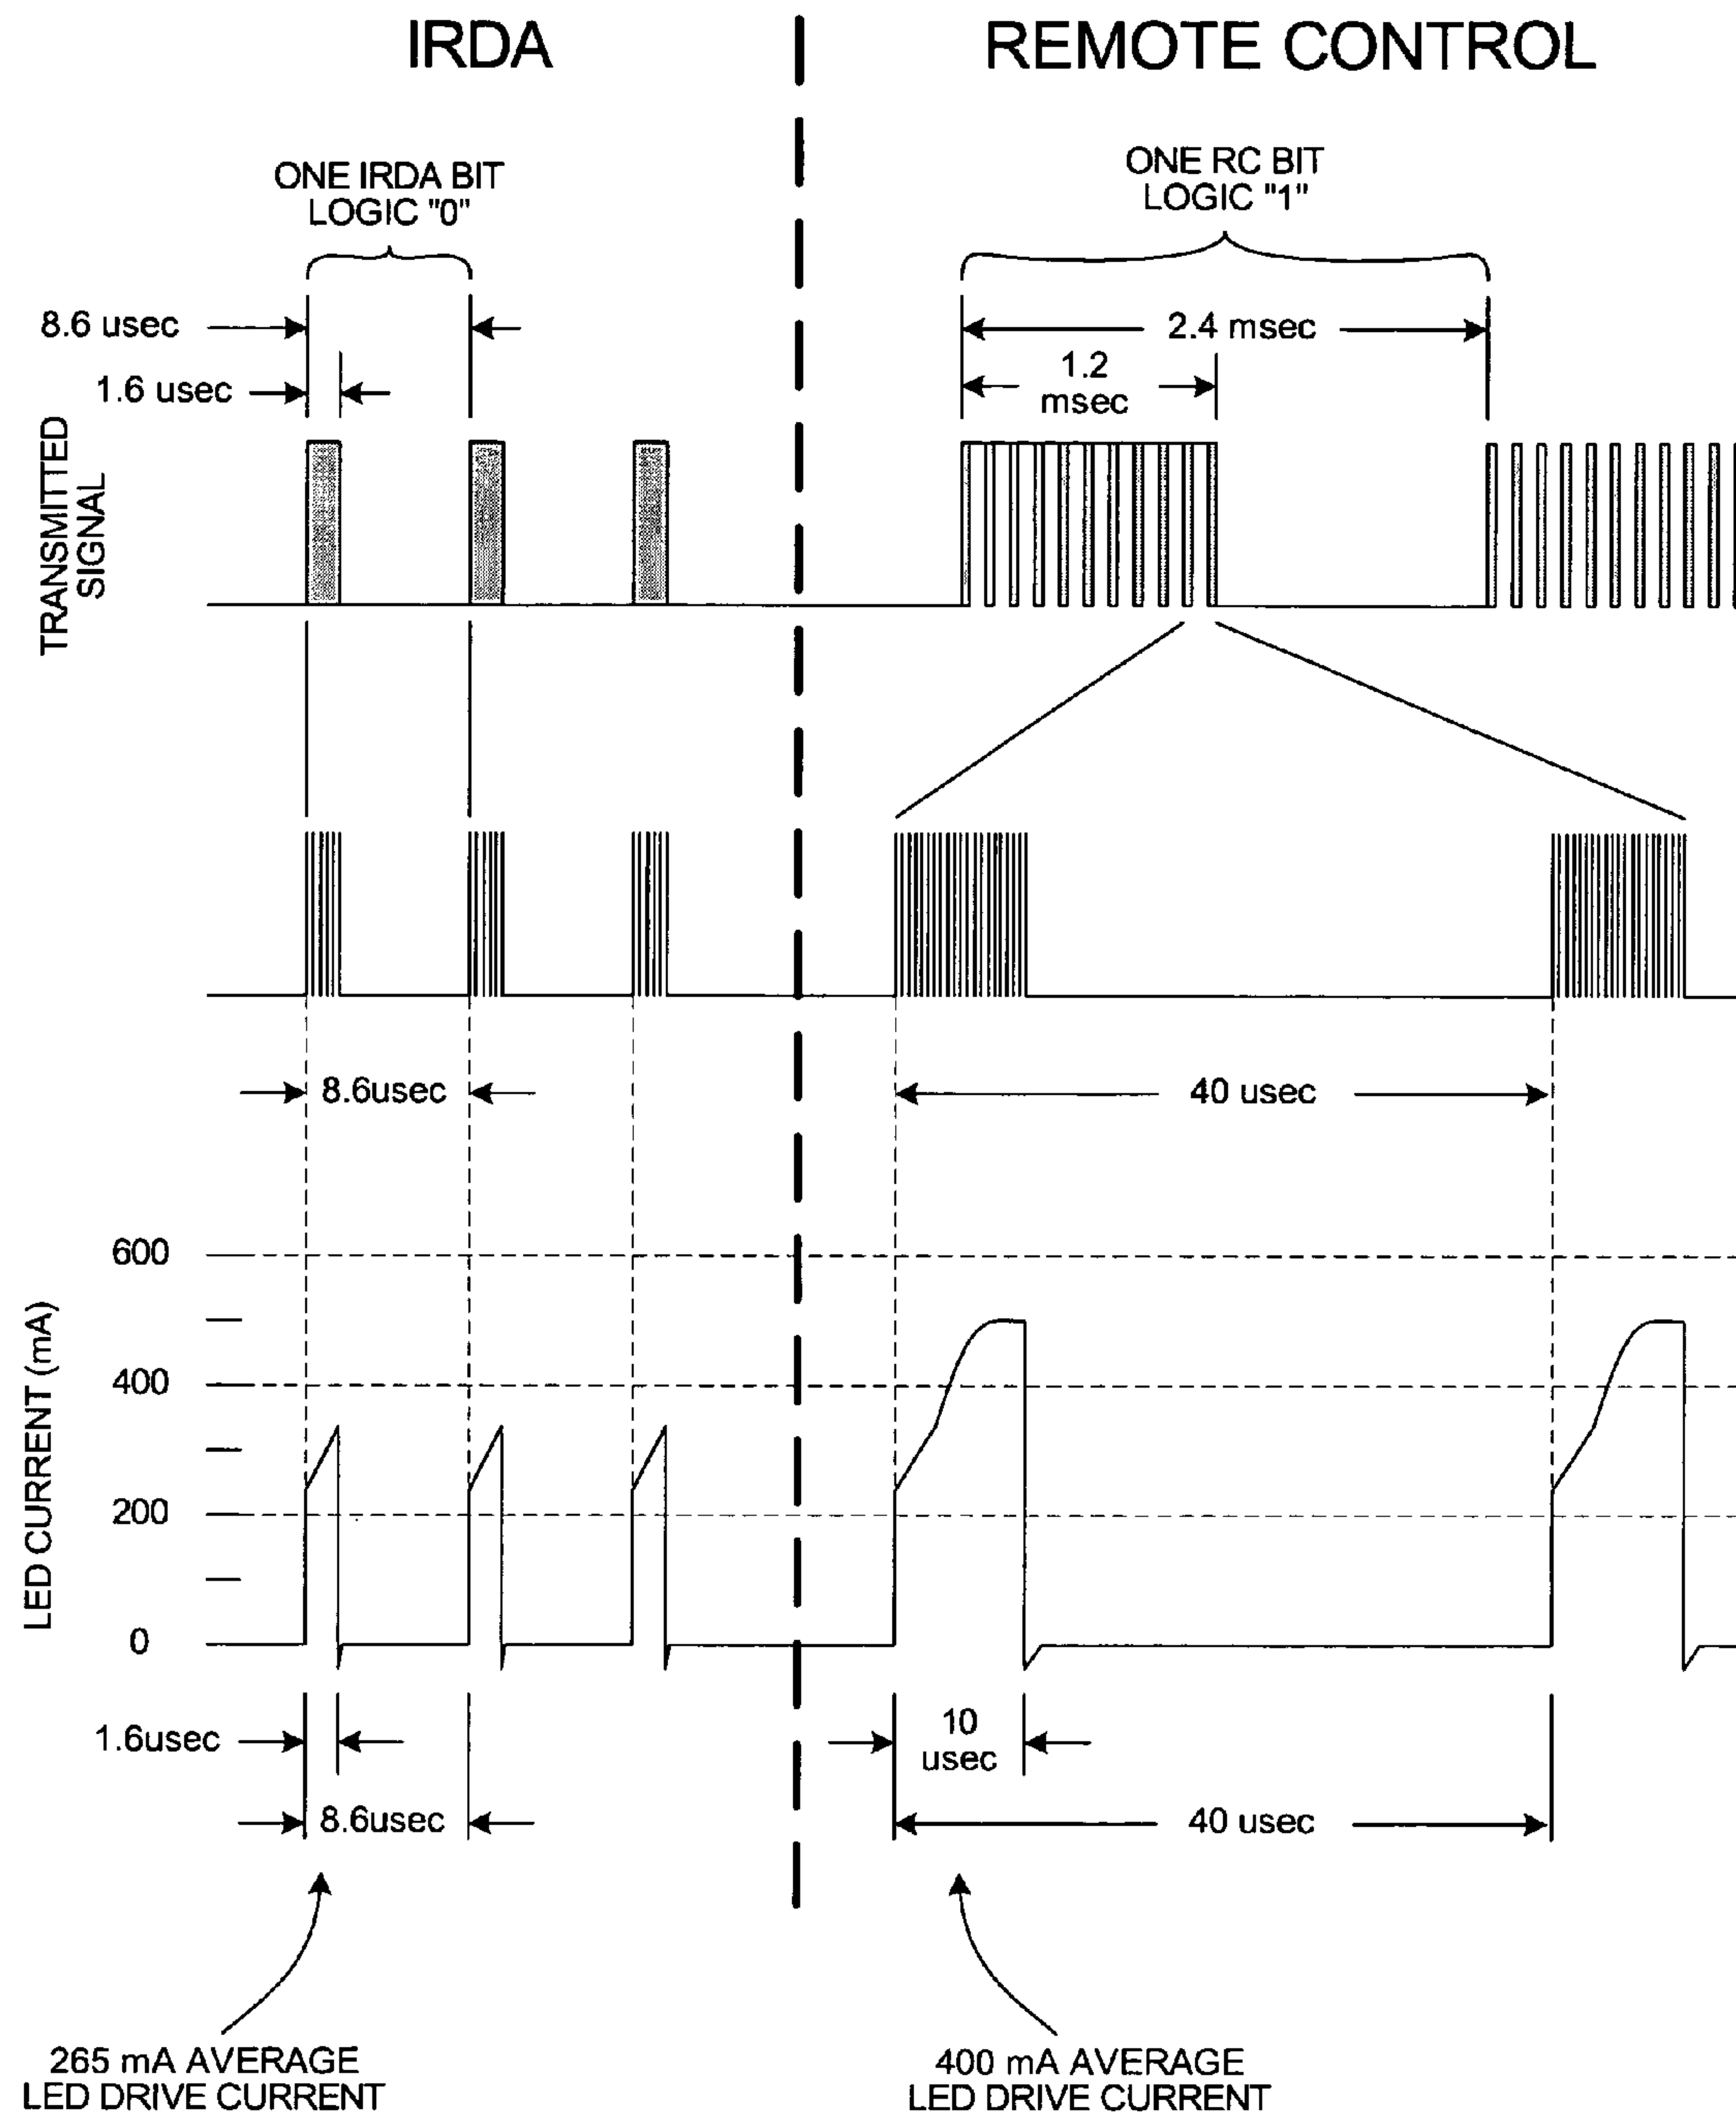 IRDA
REMOTE CONTROL
ONE IRDA BIT
LOGIC "0"
ONE RC BIT
LOGIC "1"
8.6 usec
2.4 msec
1.6 usec
1.2
msec
TRANSMITTED
SIGNAL
8.6usec
40 usec
600
400
200
0
LED CURRENT (mA)
1.6usec
10
usec
8.6usec
40 usec
265 mA AVERAGE
LED DRIVE CURRENT
400 mA AVERAGE
LED DRIVE CURRENT